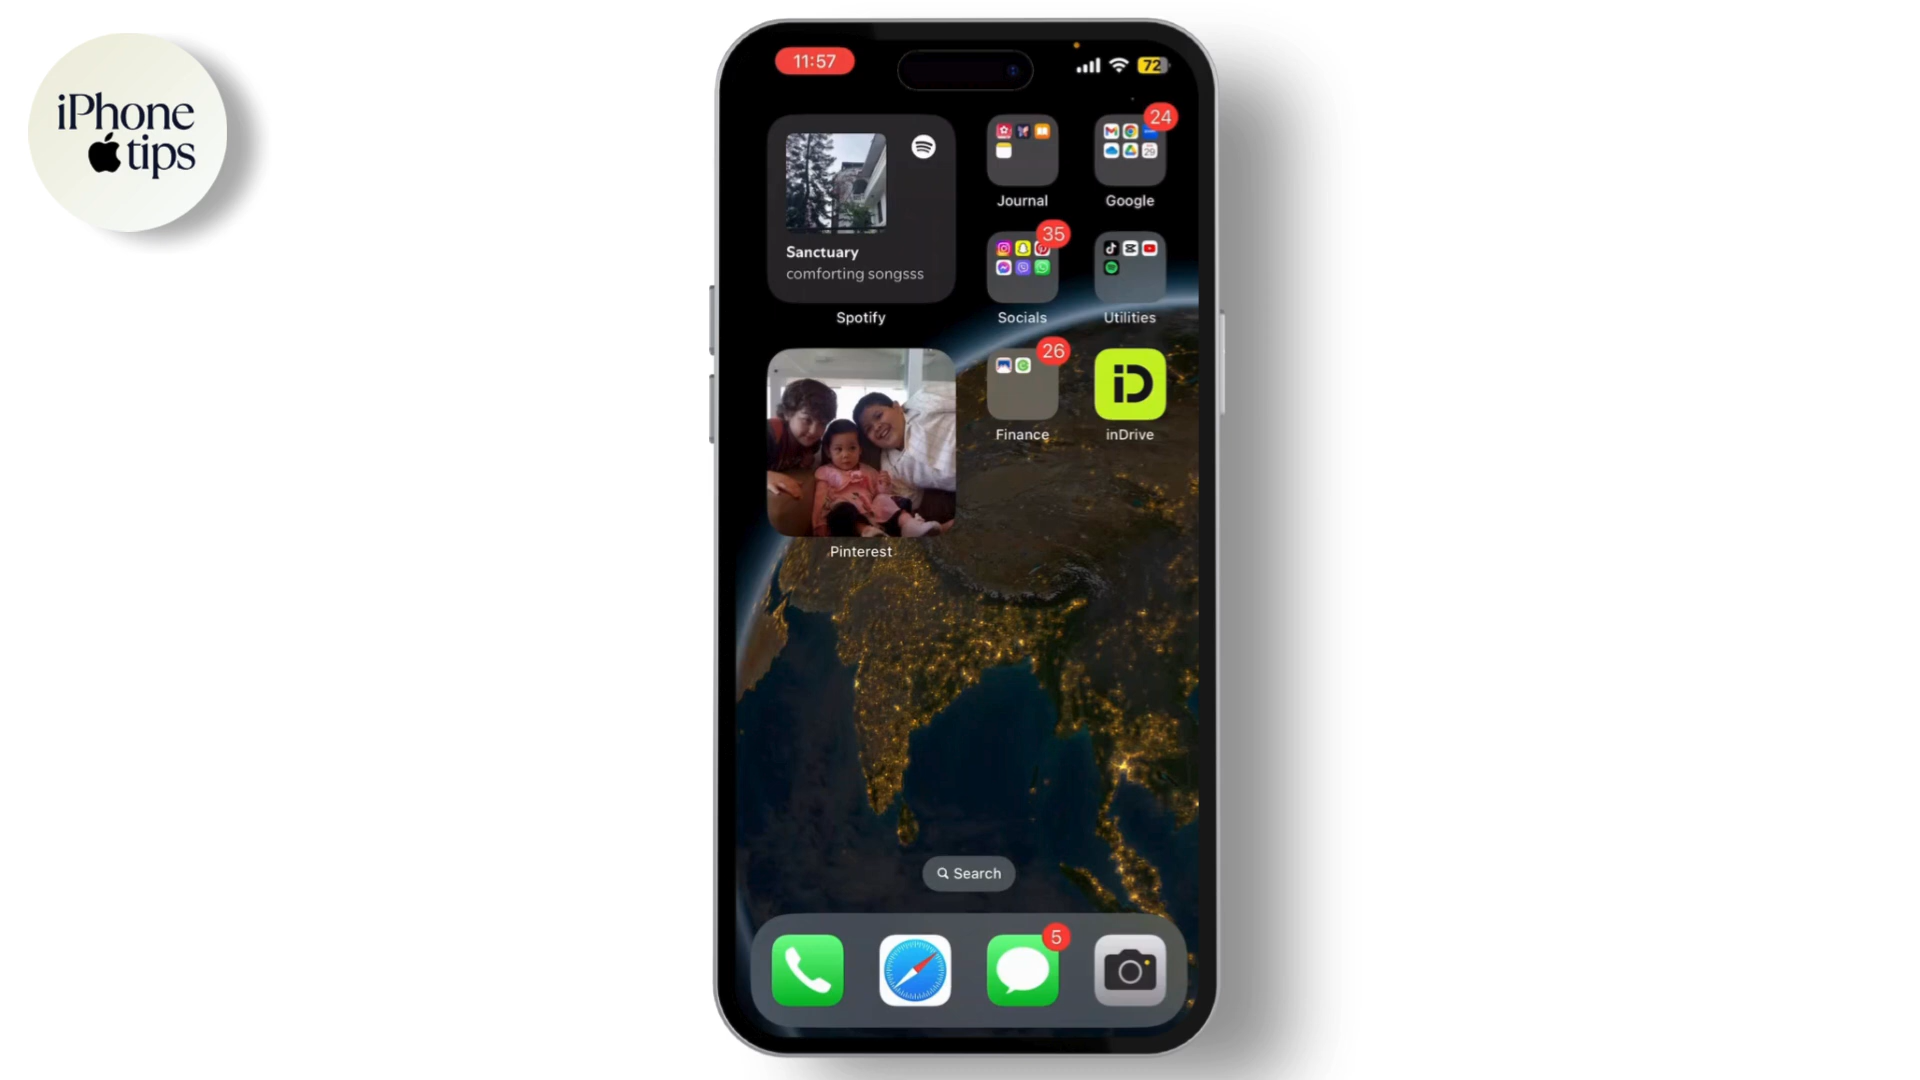 iPhone
tips
11:57
72
24
Journal
Google
35
Sanctuary
comforting songsss
Spotify
Socials
Utilities
26
iD
Finance
inDrive
Pinterest
Search
5